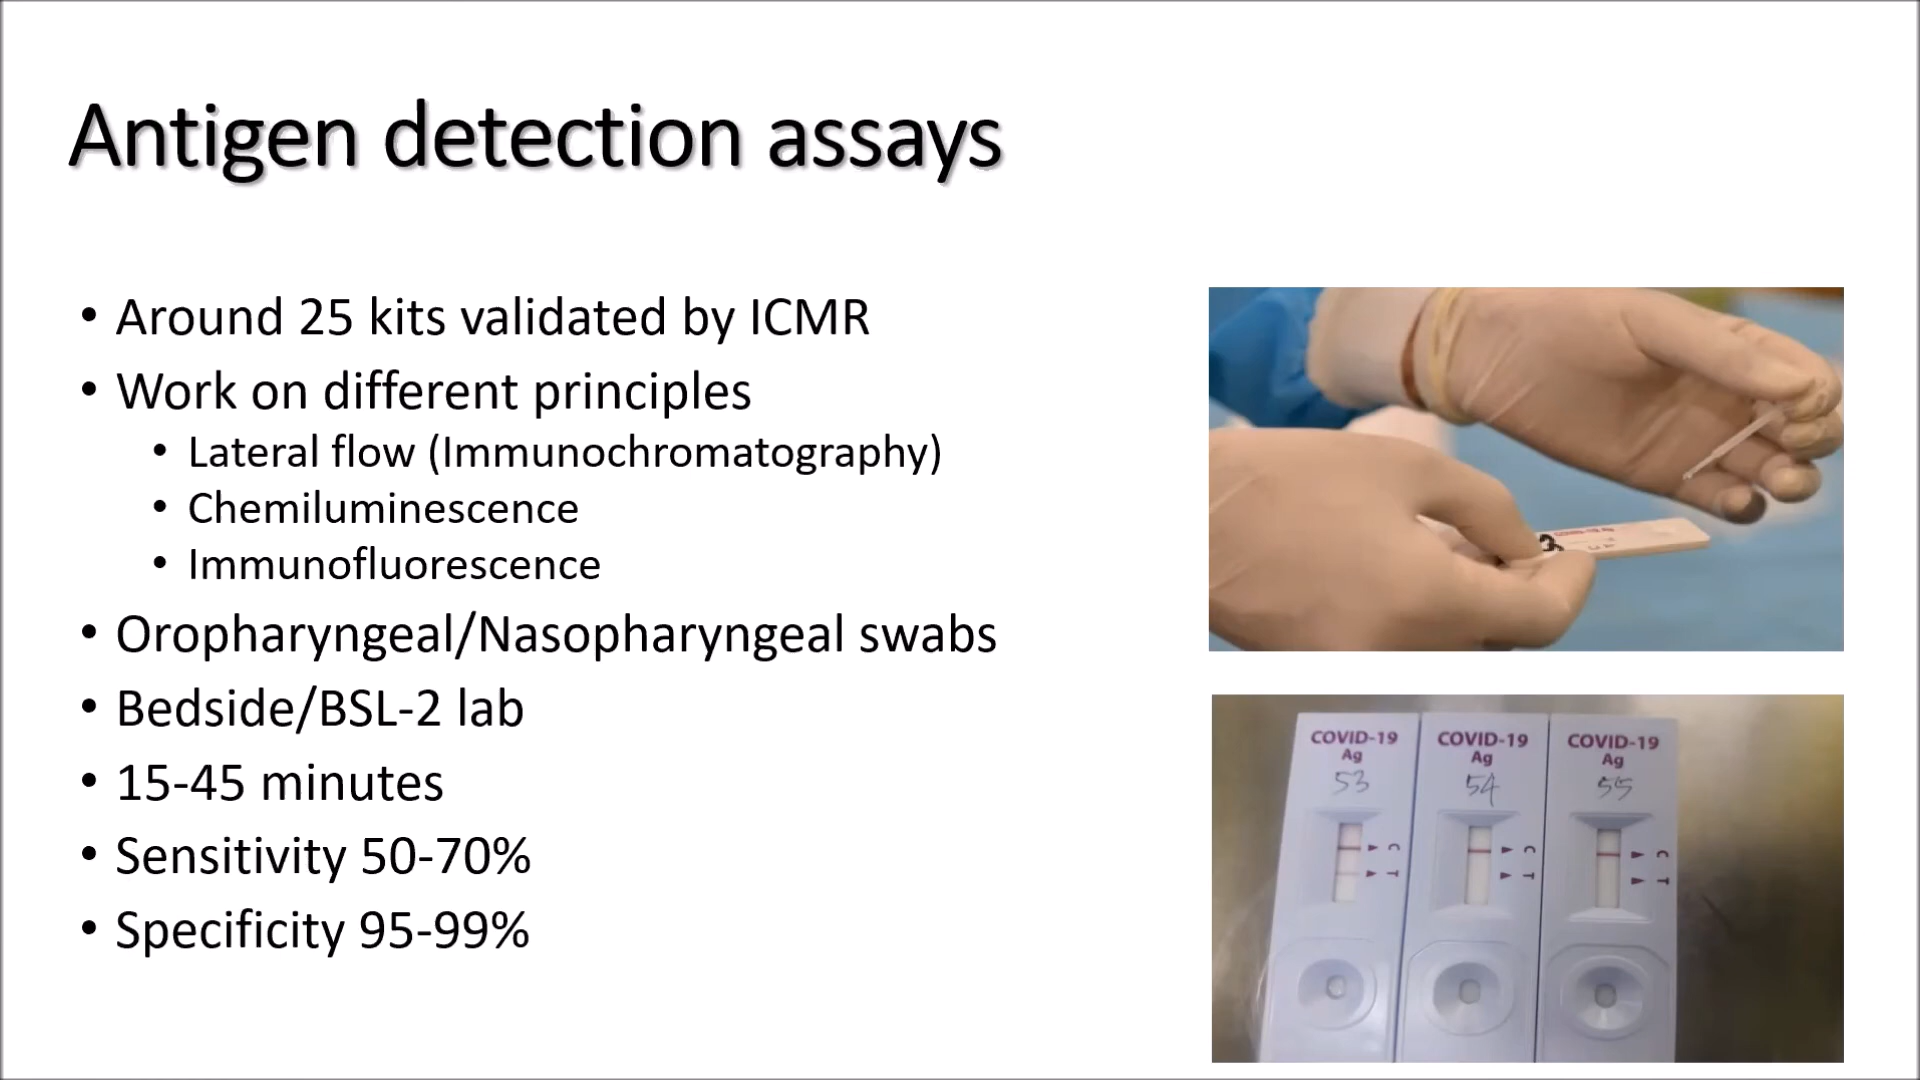 Antigen detection assays
• Around 25 kits validated by ICMR
• Work on different principles
• Lateral flow (Immunochromatography)
• Chemiluminescence
• Immunofluorescence
• Oropharyngeal/Nasopharyngeal swabs
• Bedside/BSL-2 lab
• 15-45 minutes
• Sensitivity 50-70%
• Specificity 95-99%
COVID-19
Ag
53
C
T
COVID-19
Ag
54
C
T
COVID-19
Ag
55
C
T